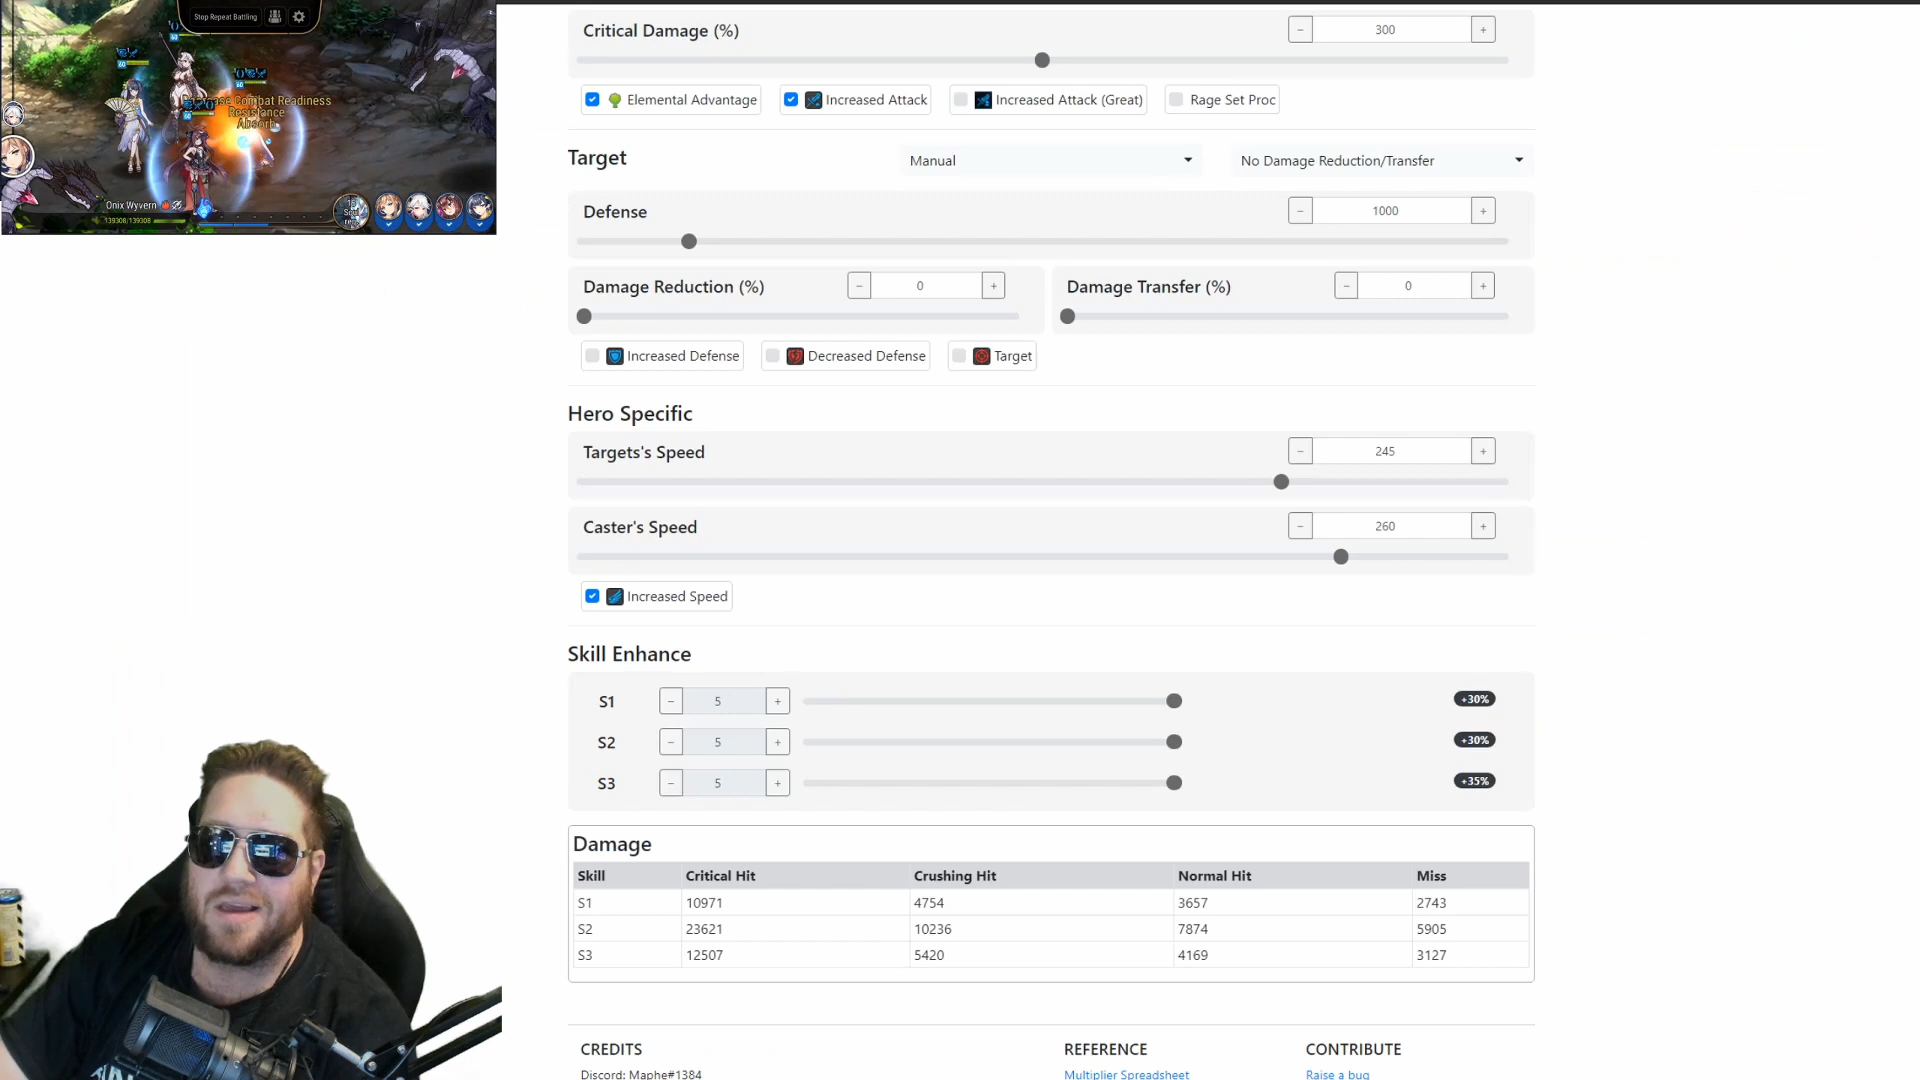 Stop Repeat Battling
Decrease Combat Readiness
Resistance
Absorb
Onix Wyvern
139308/139308
Critical Damage (%)
− 300 +
Elemental Advantage Increased Attack Increased Attack (Great) Rage Set Proc
Target Manual No Damage Reduction/Transfer
Defense
− 1000 +
Damage Reduction (%) − 0 + Damage Transfer (%) − 0 +
Increased Defense Decreased Defense Target
Hero Specific
Targets's Speed
− 245 +
Caster's Speed
− 260 +
Increased Speed
Skill Enhance
S1 − 5 + +30%
S2 − 5 + +30%
S3 − 5 + +35%
Damage
Skill Critical Hit Crushing Hit Normal Hit Miss
S1 10971 4754 3657 2743
S2 23621 10236 7874 5905
S3 12507 5420 4169 3127
CREDITS REFERENCE CONTRIBUTE
Discord: Maphe#1384 Multiplier Spreadsheet Raise a bug